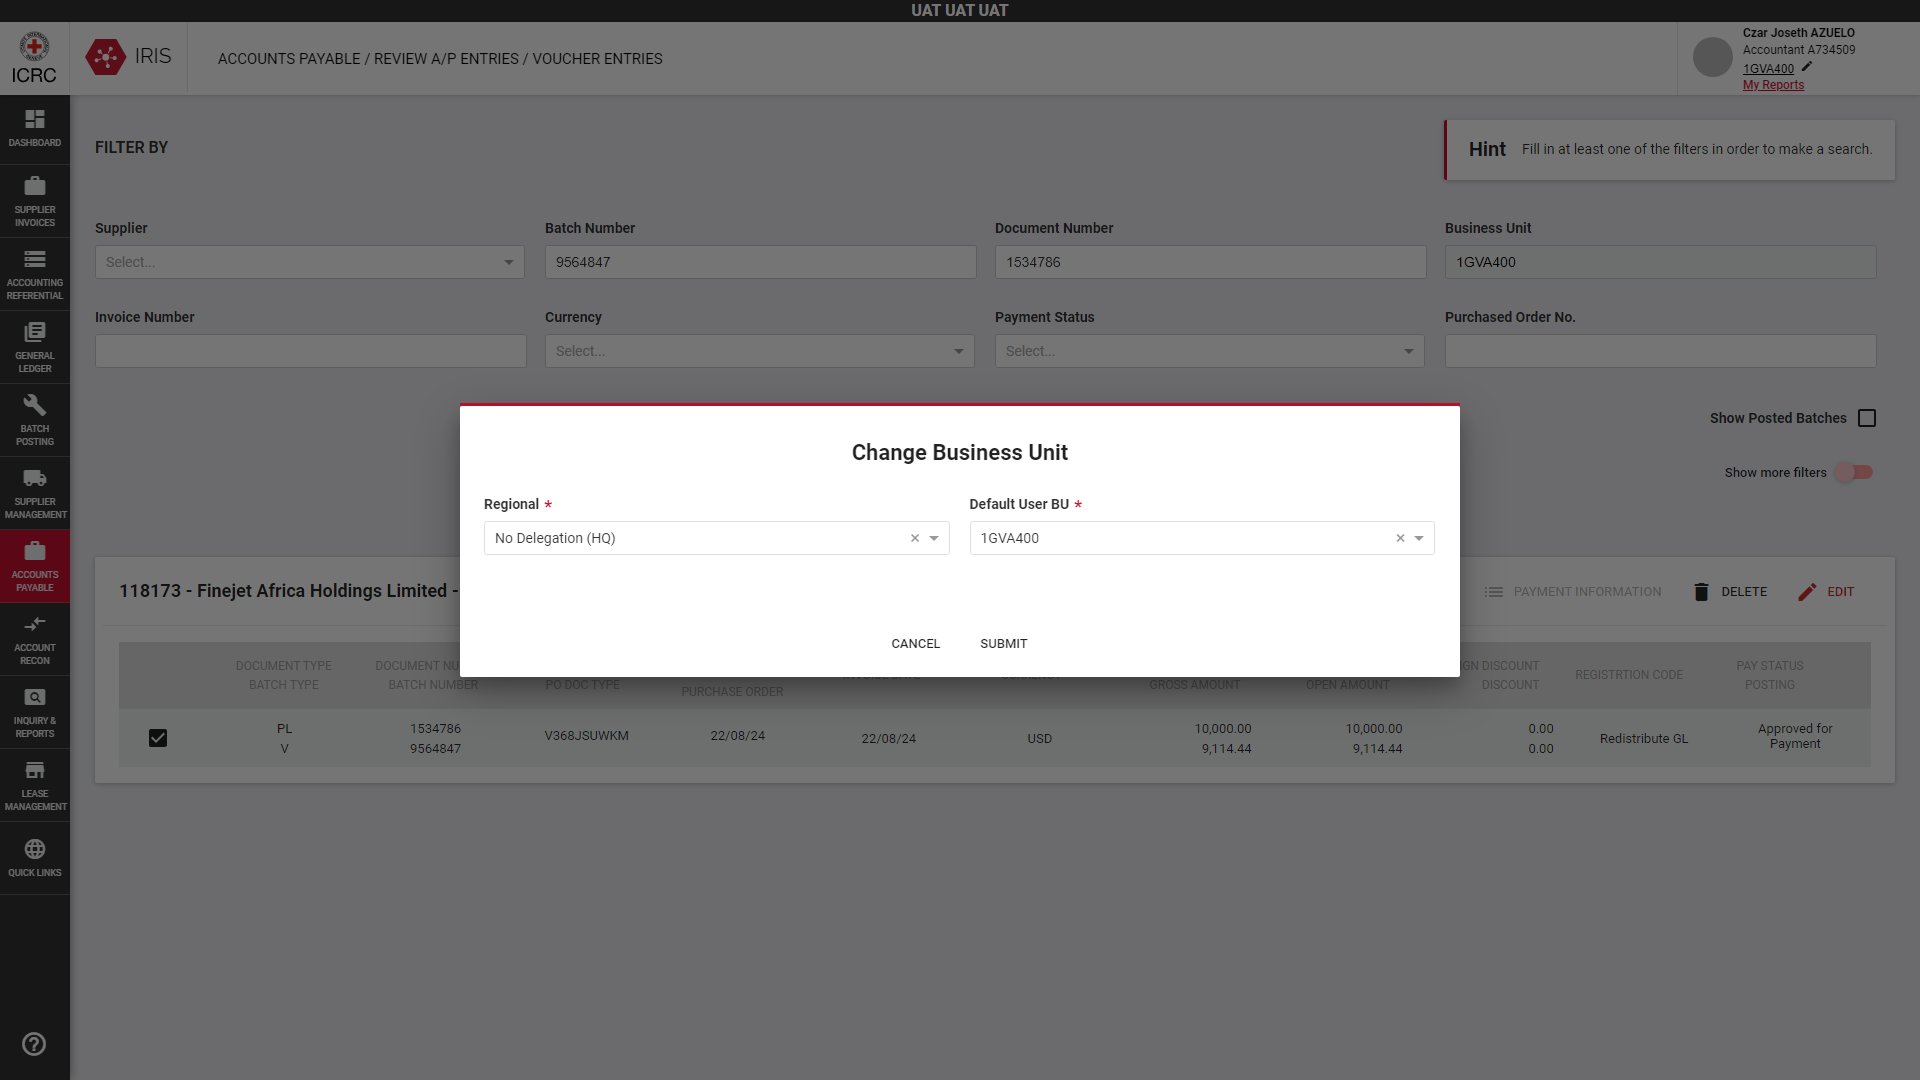 UAT UAT UAT
ICRC
IRIS
ACCOUNTS PAYABLE / REVIEW A/P ENTRIES / VOUCHER ENTRIES
Czar Joseth AZUELO
Accountant A734509
1GVA400
My Reports
DASHBOARD
SUPPLIER
INVOICES
ACCOUNTING
REFERENTIAL
GENERAL
LEDGER
BATCH
POSTING
SUPPLIER
MANAGEMENT
ACCOUNTS
PAYABLE
ACCOUNT
RECON
INQUIRY &
REPORTS
LEASE
MANAGEMENT
QUICK LINKS
FILTER BY
Hint Fill in at least one of the filters in order to make a search.
Supplier Batch Number Document Number Business Unit
Select... 9564847 1534786 1GVA400
Invoice Number Currency Payment Status Purchased Order No.
Select... Select...
Show Posted Batches
Show more filters
Change Business Unit
Regional * Default User BU *
No Delegation (HQ) 1GVA400
CANCEL SUBMIT
118173 - Finejet Africa Holdings Limited -
PAYMENT INFORMATION DELETE EDIT
DOCUMENT TYPE
BATCH TYPE
BATCH NUMBER
PO DOC TYPE
PURCHASE ORDER
GROSS AMOUNT
OPEN AMOUNT
DISCOUNT
DISCOUNT
REGISTRTION CODE
PAY STATUS
POSTING
PL
V
1534786
9564847
V368JSUWKM
22/08/24
22/08/24
USD
10,000.00
9,114.44
10,000.00
9,114.44
0.00
0.00
Redistribute GL
Approved for
Payment